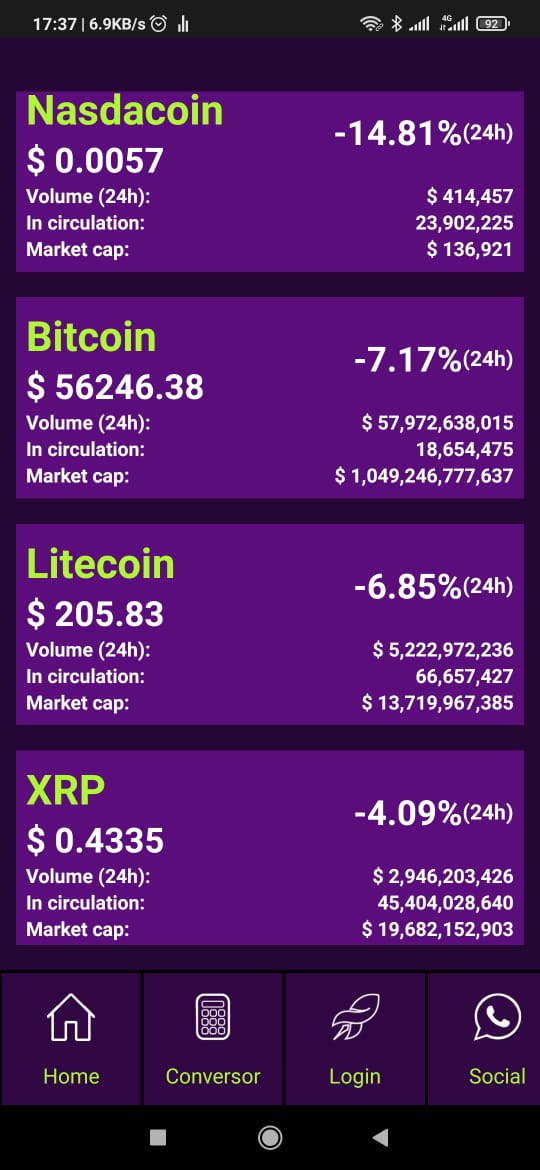 17:37 | 6.9KB/s 4G 92
Nasdacoin
-14.81%(24h)
$ 0.0057
Volume (24h): $ 414,457
In circulation: 23,902,225
Market cap: $ 136,921
Bitcoin
-7.17%(24h)
$ 56246.38
Volume (24h): $ 57,972,638,015
In circulation: 18,654,475
Market cap: $ 1,049,246,777,637
Litecoin
-6.85%(24h)
$ 205.83
Volume (24h): $ 5,222,972,236
In circulation: 66,657,427
Market cap: $ 13,719,967,385
XRP
-4.09%(24h)
$ 0.4335
Volume (24h): $ 2,946,203,426
In circulation: 45,404,028,640
Market cap: $ 19,682,152,903
Home Conversor Login Social